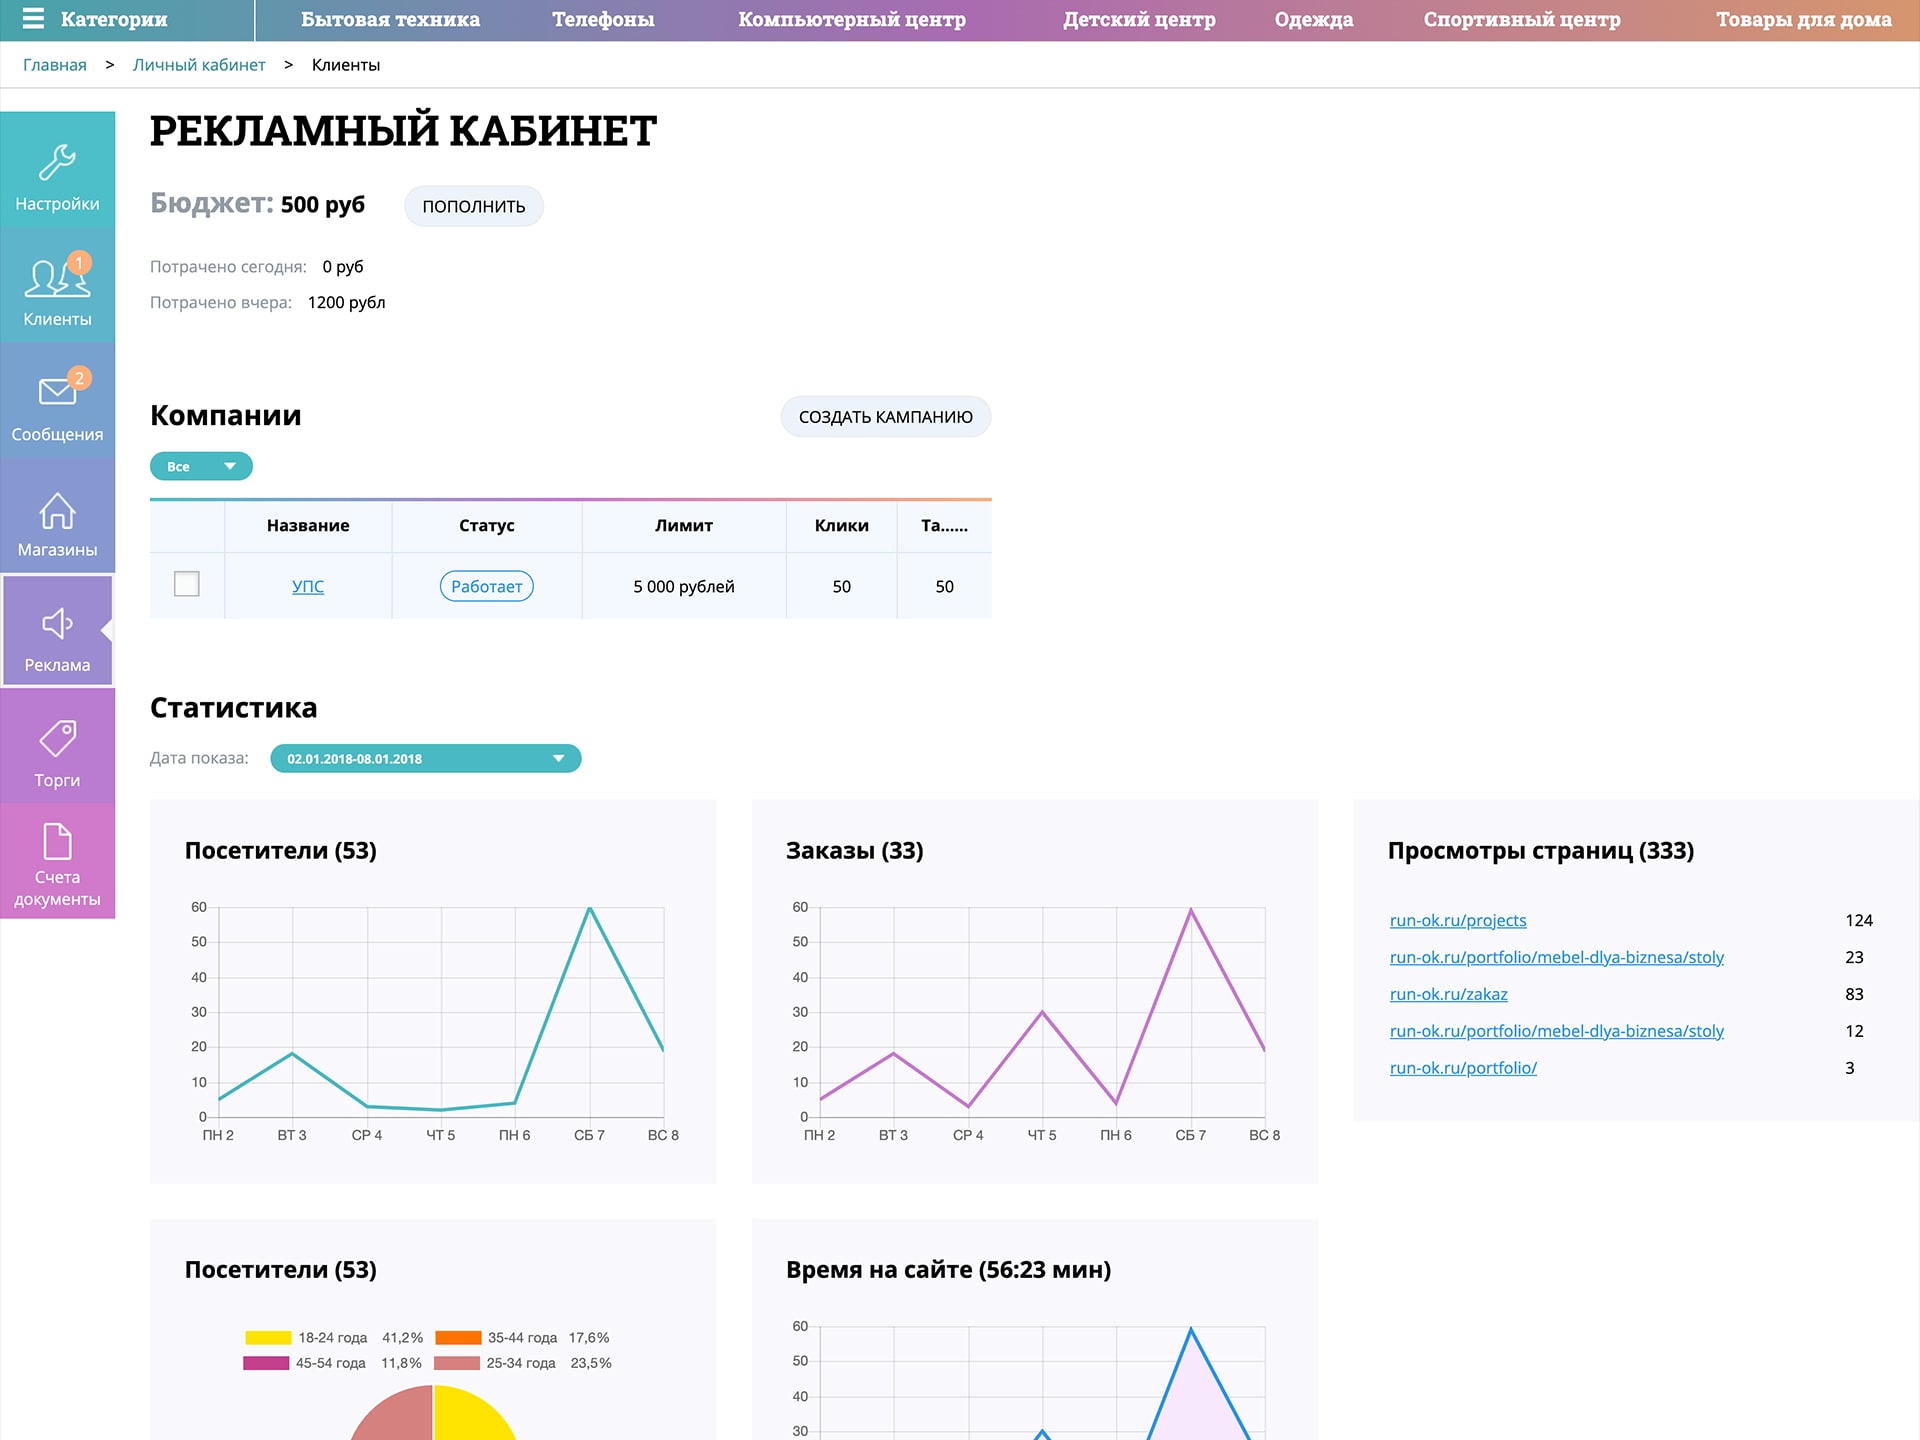 Категории Бытовая техника Телефоны Компьютерный центр Детский центр Одежда Спортивный центр Товары для дома
Главная > Личный кабинет > Клиенты
Настройки
1
Клиенты
2
Сообщения
Магазины
Реклама
Торги
Счета
документы
РЕКЛАМНЫЙ КАБИНЕТ
Бюджет: 500 руб ПОПОЛНИТЬ
Потрачено сегодня: 0 руб
Потрачено вчера: 1200 рубл
Компании СОЗДАТЬ КАМПАНИЮ
Все
Название Статус Лимит Клики Та......
УПС Работает 5 000 рублей 50 50
Статистика
Дата показа: 02.01.2018-08.01.2018
Посетители (53)
60
50
40
30
20
10
0
ПН 2 ВТ 3 СР 4 ЧТ 5 ПН 6 СБ 7 ВС 8
Заказы (33)
60
50
40
30
20
10
0
ПН 2 ВТ 3 СР 4 ЧТ 5 ПН 6 СБ 7 ВС 8
Просмотры страниц (333)
run-ok.ru/projects 124
run-ok.ru/portfolio/mebel-dlya-biznesa/stoly 23
run-ok.ru/zakaz 83
run-ok.ru/portfolio/mebel-dlya-biznesa/stoly 12
run-ok.ru/portfolio/ 3
Посетители (53)
18-24 года 41,2% 35-44 года 17,6%
45-54 года 11,8% 25-34 года 23,5%
Время на сайте (56:23 мин)
60
50
40
30